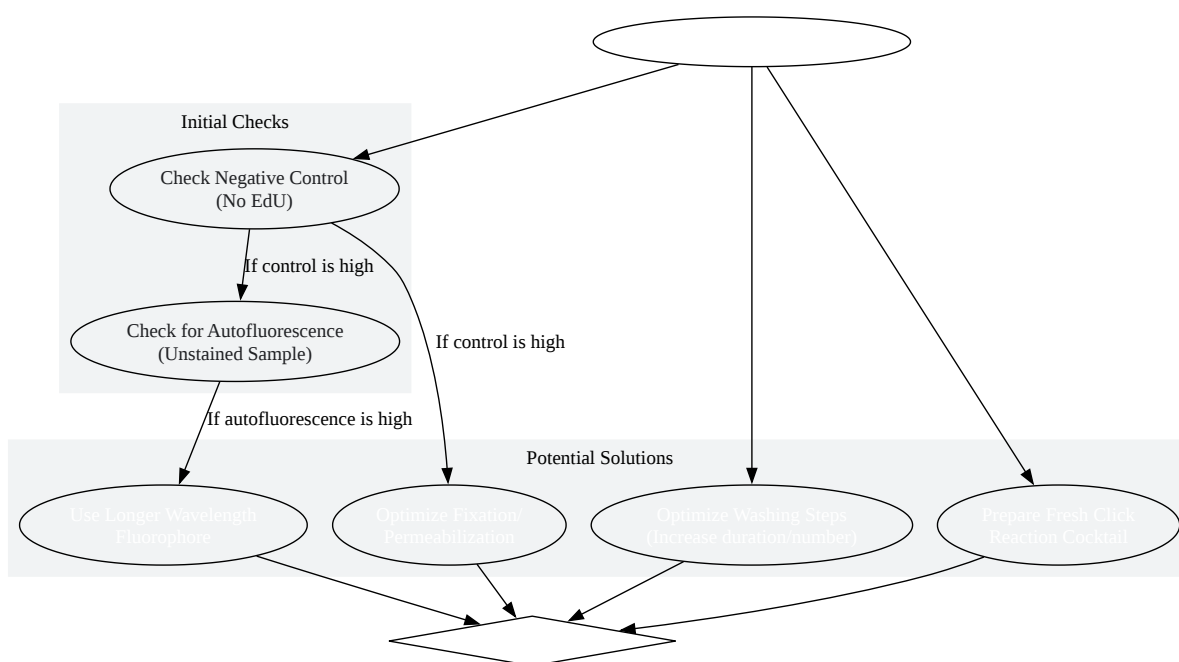 Initial Checks
Check Negative Control
(No EdU)
If control is high
Check for Autofluorescence
(Unstained Sample)
If control is high
If autofluorescence is high
Potential Solutions
Use Longer Wavelength
Fluorophore
Optimize Fixation/
Permeabilization
Optimize Washing Steps
(Increase duration/number)
Prepare Fresh Click
Reaction Cocktail